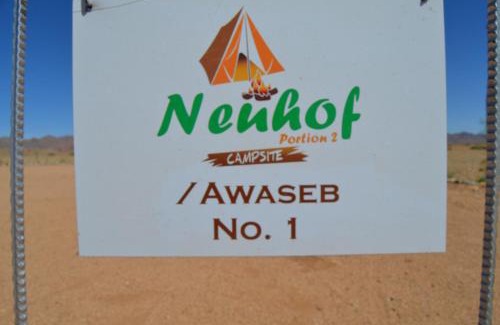 Neuhof
Portion 2
CAMPSITE
/AWASEB
No. 1